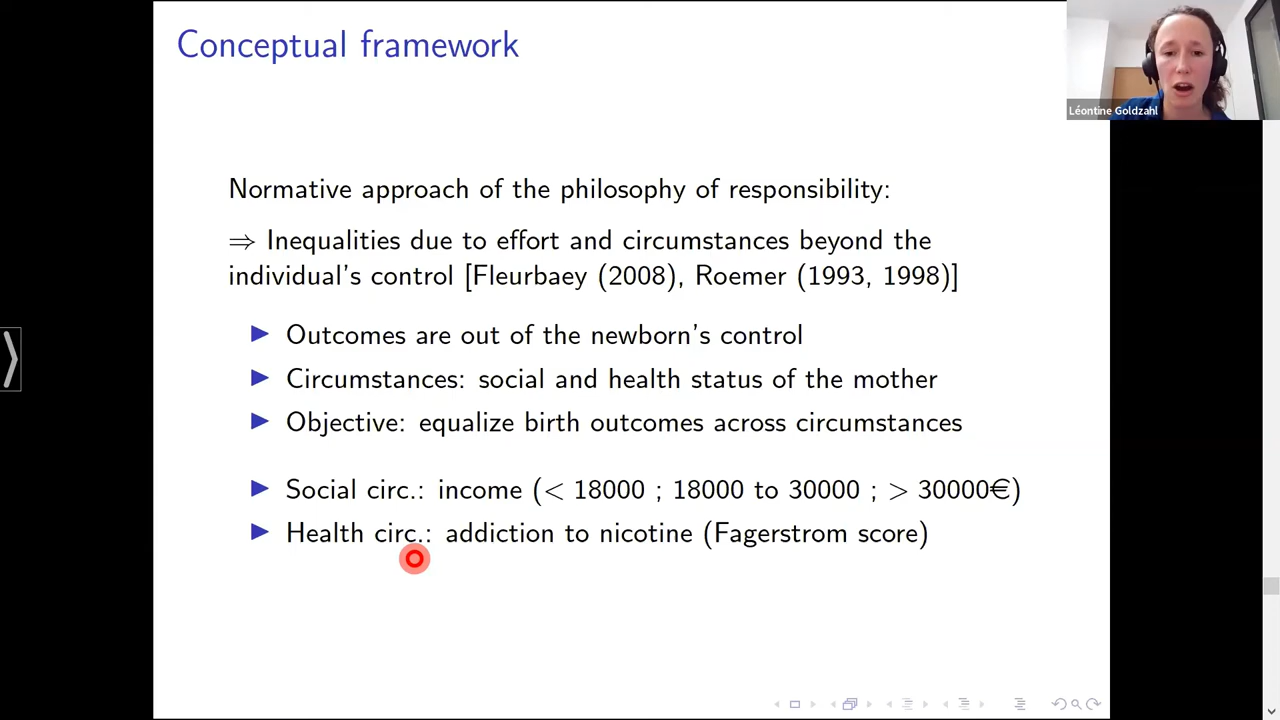 Conceptual framework
Léontine Goldzahl
Normative approach of the philosophy of responsibility:
⇒ Inequalities due to effort and circumstances beyond the
individual's control [Fleurbaey (2008), Roemer (1993, 1998)]
▶ Outcomes are out of the newborn's control
▶ Circumstances: social and health status of the mother
▶ Objective: equalize birth outcomes across circumstances
▶ Social circ.: income (< 18000 ; 18000 to 30000 ; > 30000€)
▶ Health circ.: addiction to nicotine (Fagerstrom score)